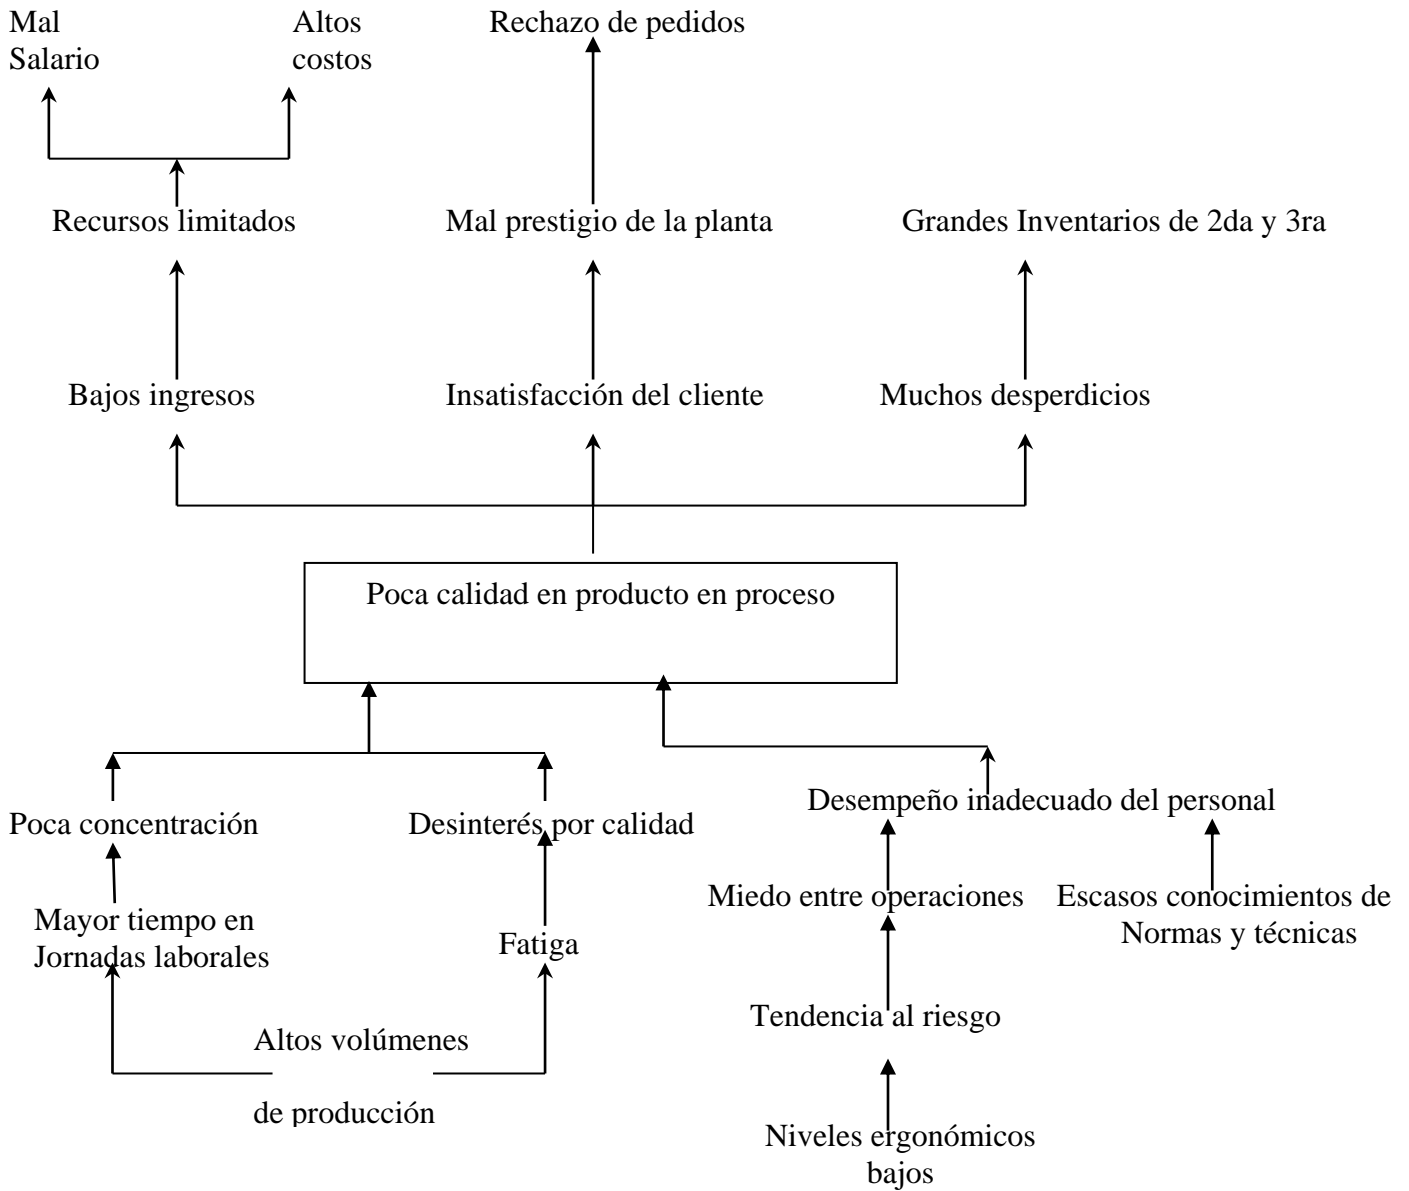 Mal
Salario
Altos
costos
Rechazo de pedidos
Recursos limitados
Mal prestigio de la planta
Grandes Inventarios de 2da y 3ra
Bajos ingresos
Insatisfacción del cliente
Muchos desperdicios
Poca calidad en producto en proceso
Poca concentración
Desinterés por calidad
Desempeño inadecuado del personal
Mayor tiempo en
Jornadas laborales
Fatiga
Miedo entre operaciones
Escasos conocimientos de
Normas y técnicas
Altos volúmenes
de producción
Tendencia al riesgo
Niveles ergonómicos
bajos